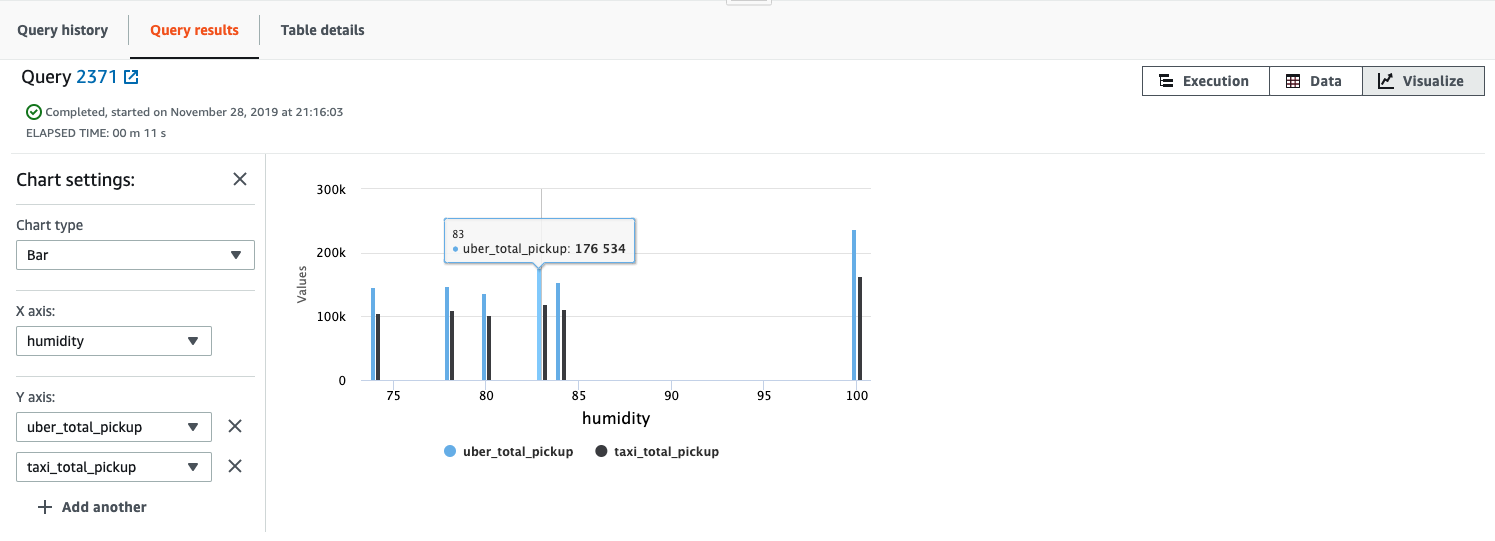 Query history Query results Table details
Query 2371
Execution Data Visualize
Completed, started on November 28, 2019 at 21:16:03
ELAPSED TIME: 00 m 11 s
Chart settings:
Chart type
Bar
X axis:
humidity
Y axis:
uber_total_pickup
taxi_total_pickup
Add another
300k
200k
100k
0
Values
83
uber_total_pickup: 176 534
75 80 85 90 95 100
humidity
uber_total_pickup taxi_total_pickup